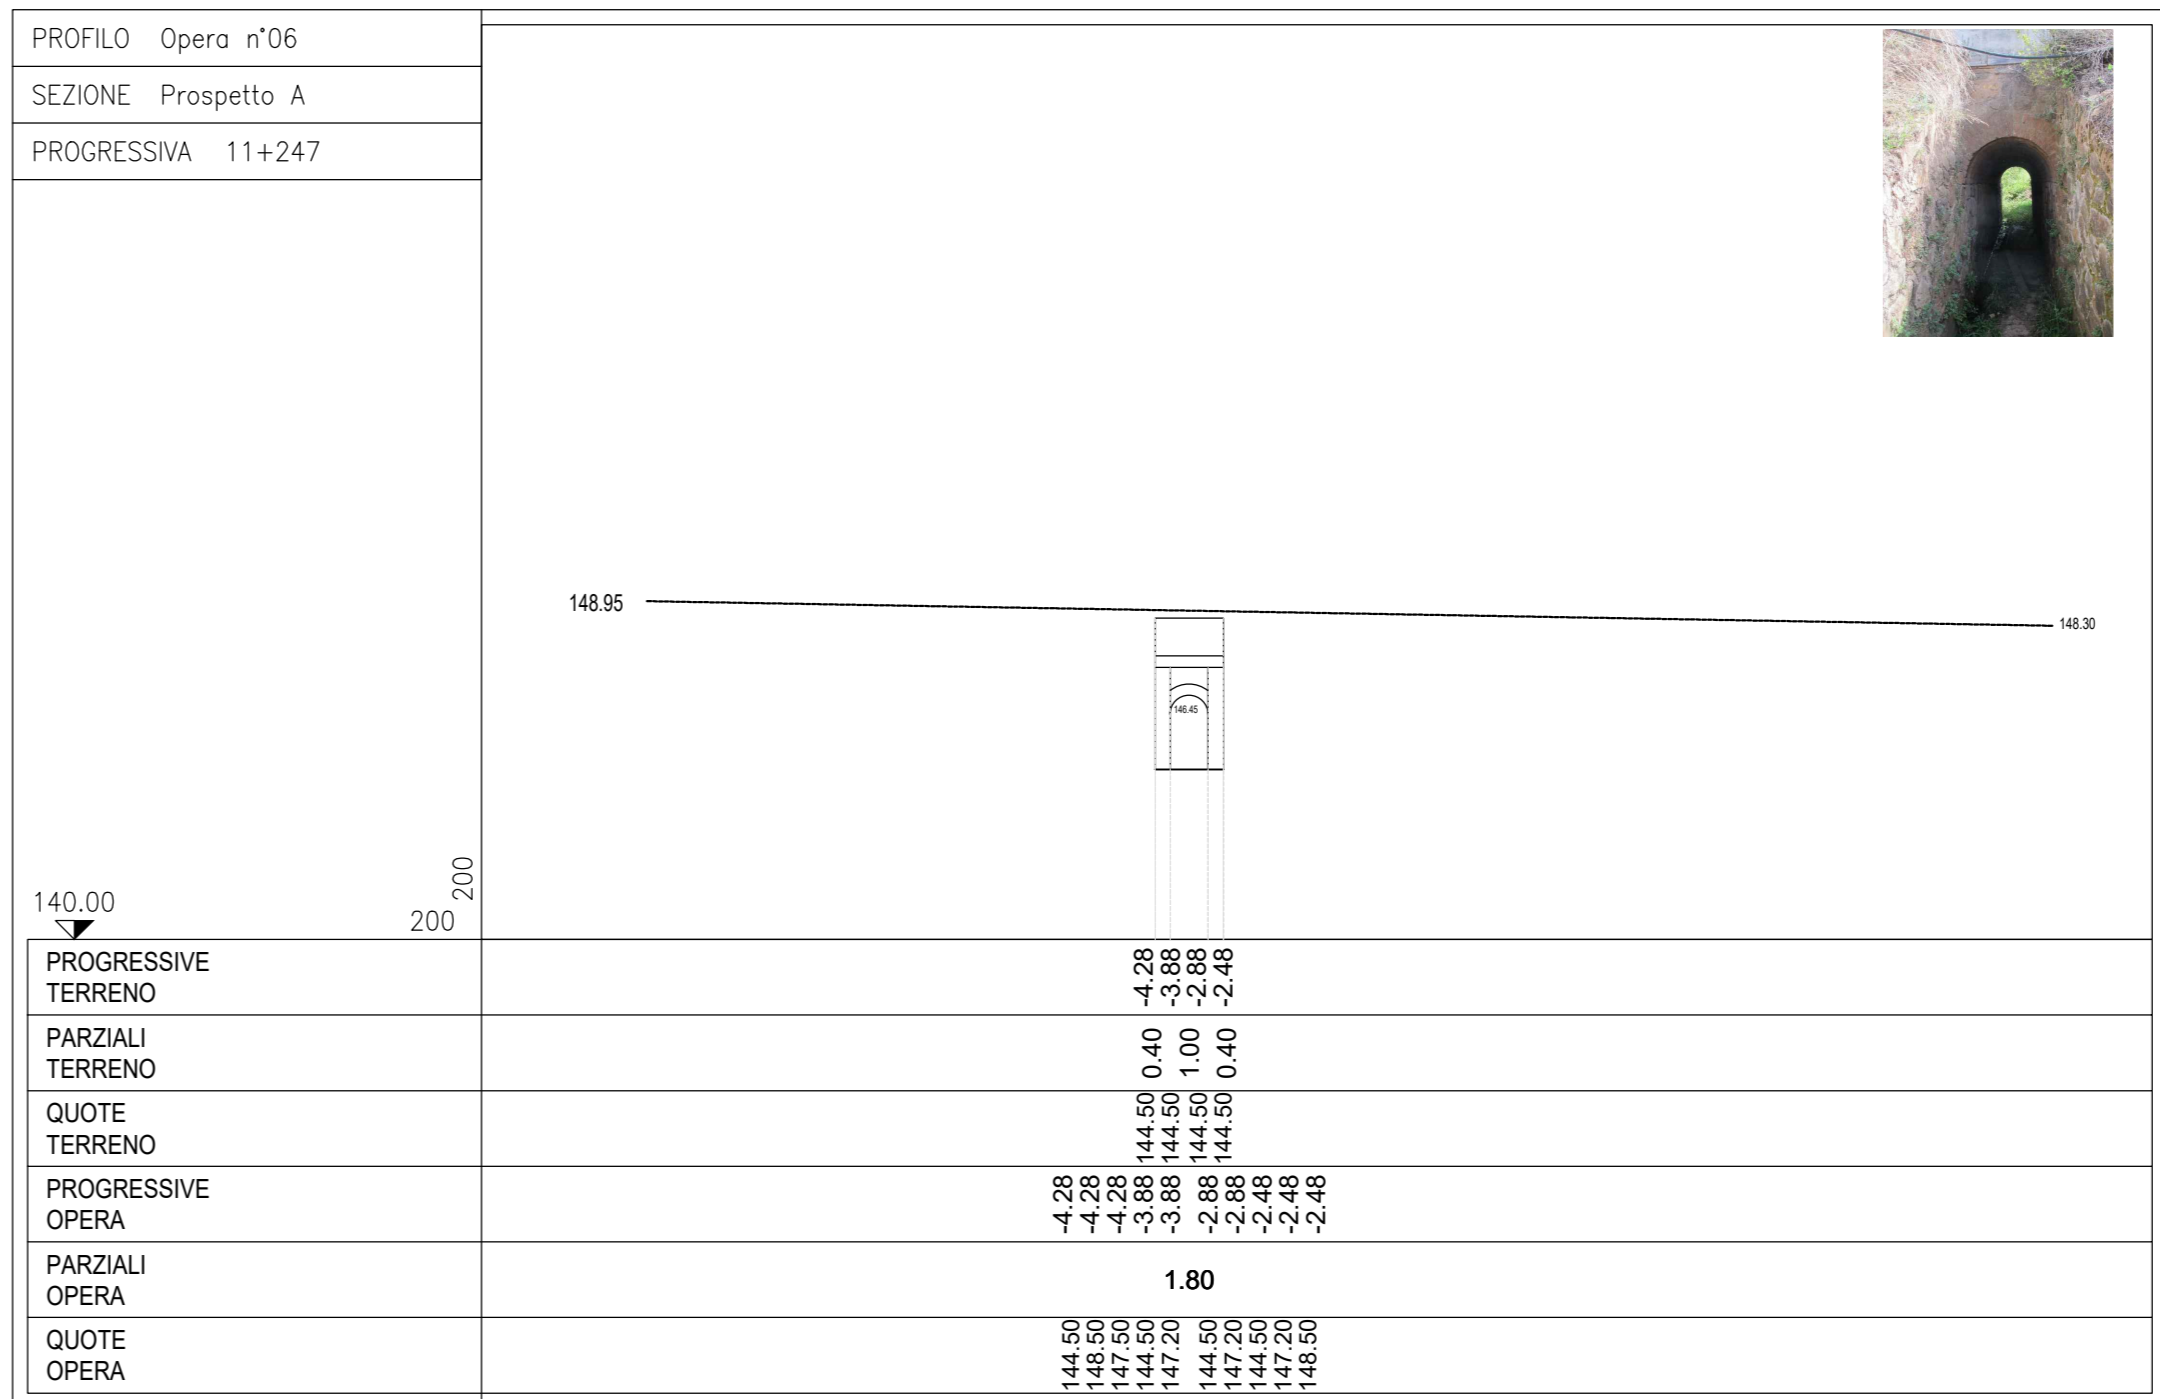 PROFILO Opera n°06
SEZIONE Prospetto A
PROGRESSIVA 11+247
148.95
148.30
146.45
140.00
200
200
PROGRESSIVE
TERRENO
-4.28 -3.88 -2.88 -2.48
PARZIALI
TERRENO
0.40 1.00 0.40
QUOTE
TERRENO
144.50 144.50 144.50 144.50
PROGRESSIVE
OPERA
-4.28 -4.28 -4.28 -3.88 -3.88 -2.88 -2.88 -2.48 -2.48 -2.48
PARZIALI
OPERA
1.80
QUOTE
OPERA
144.50 148.50 147.50 144.50 147.20 144.50 147.20 144.50 147.20 148.50